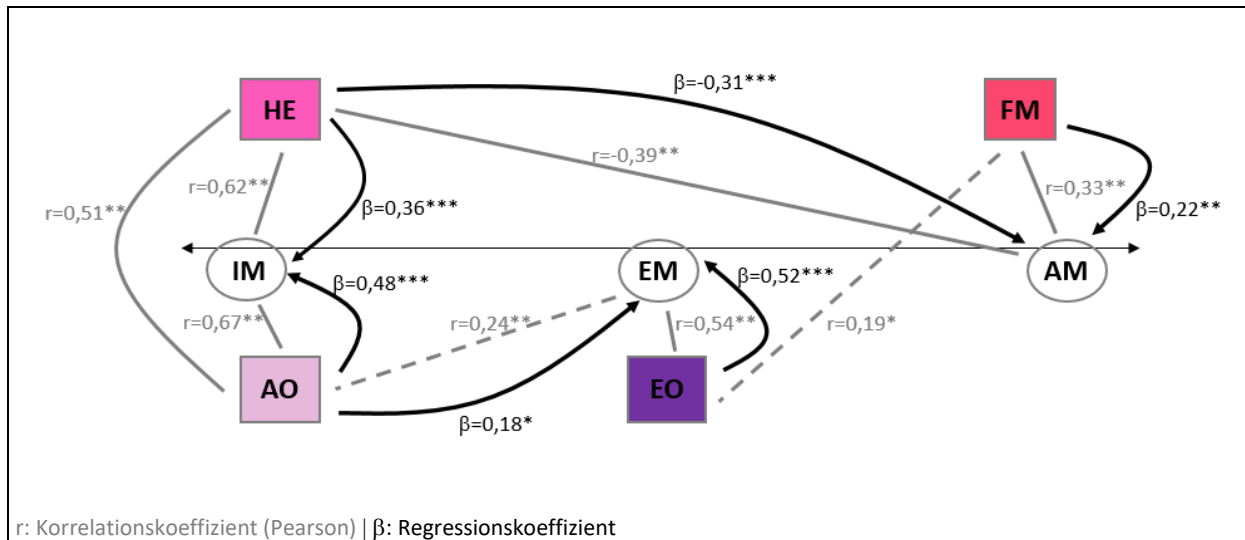 β=-0,31***
HE
FM
r=-0,39**
r=0,62**
r=0,33**
r=0,51**
β=0,36***
β=0,22**
IM
EM
AM
β=0,48***
β=0,52***
r=0,67**
r=0,24**
r=0,54**
r=0,19*
AO
EO
β=0,18*
r: Korrelationskoeffizient (Pearson) | β: Regressionskoeffizient